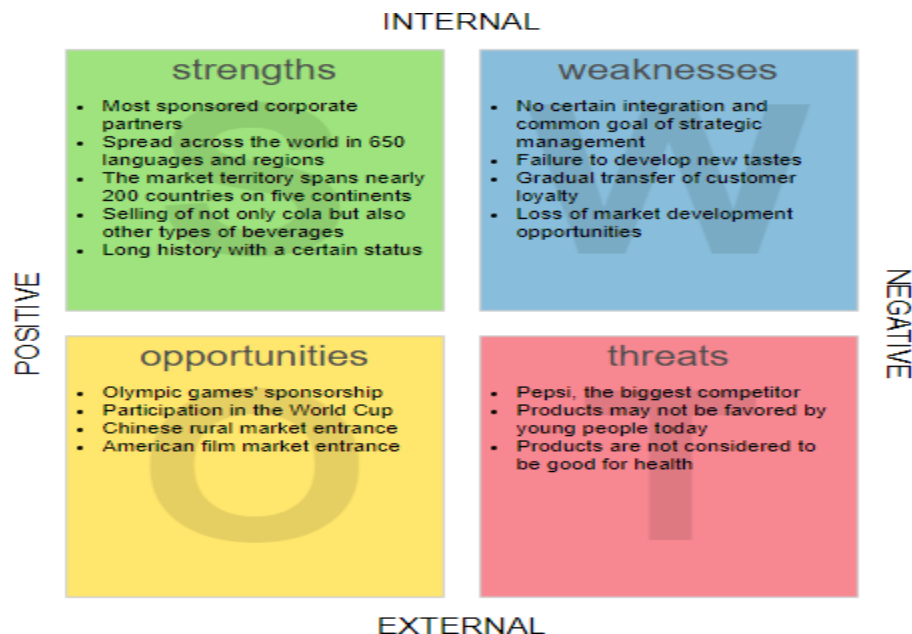 INTERNAL
strengths
• Most sponsored corporate
partners
• Spread across the world in 650
languages and regions
• The market territory spans nearly
200 countries on five continents
• Selling of not only cola but also
other types of beverages
• Long history with a certain status
S
weaknesses
• No certain integration and
common goal of strategic
management
• Failure to develop new tastes
• Gradual transfer of customer
loyalty
• Loss of market development
opportunities
W
POSITIVE
NEGATIVE
opportunities
• Olympic games' sponsorship
• Participation in the World Cup
• Chinese rural market entrance
• American film market entrance
O
threats
• Pepsi, the biggest competitor
• Products may not be favored by
young people today
• Products are not considered to
be good for health
T
EXTERNAL